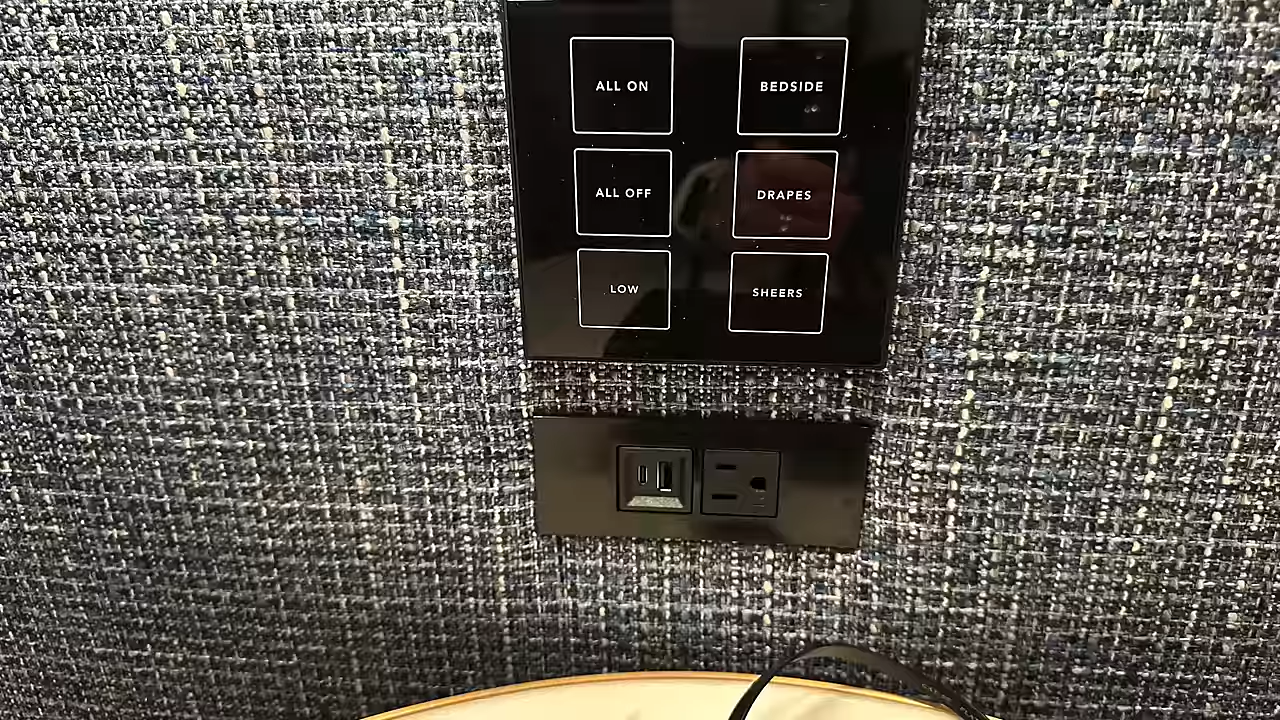 ALL ON
BEDSIDE
ALL OFF
DRAPES
LOW
SHEERS